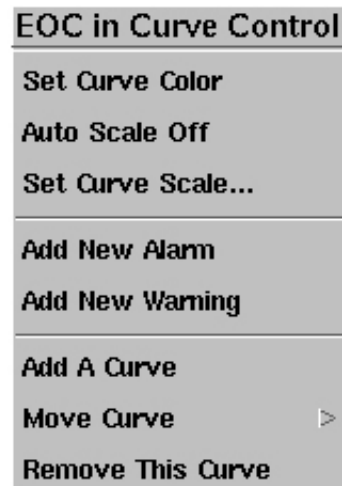 EOC in Curve Control
Set Curve Color
Auto Scale Off
Set Curve Scale...
Add New Alarm
Add New Warning
Add A Curve
Move Curve
Remove This Curve